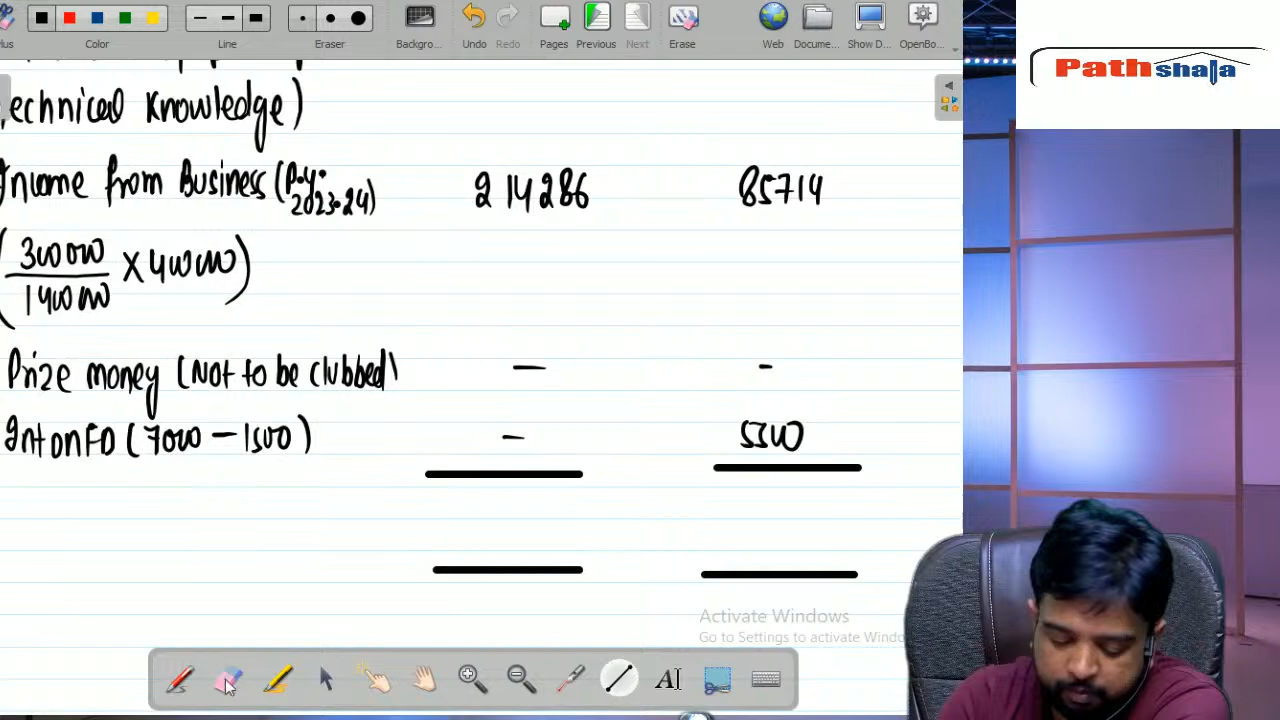 Color
Line
Eraser
Backgro...
Undo
Redo
Pages
Previous
Next
Erase
Web
Docume...
Show D...
OpenBo...
Pathshala
echnical Knowledge)
Income from Business (P.y. 2023-24)
214286
85714
(300000/1400000 × 400000)
Prize money (Not to be clubbed)
—
-
Int on FD (7000 — 1500)
—
5500
Activate Windows
Go to Settings to activate Windo
AI